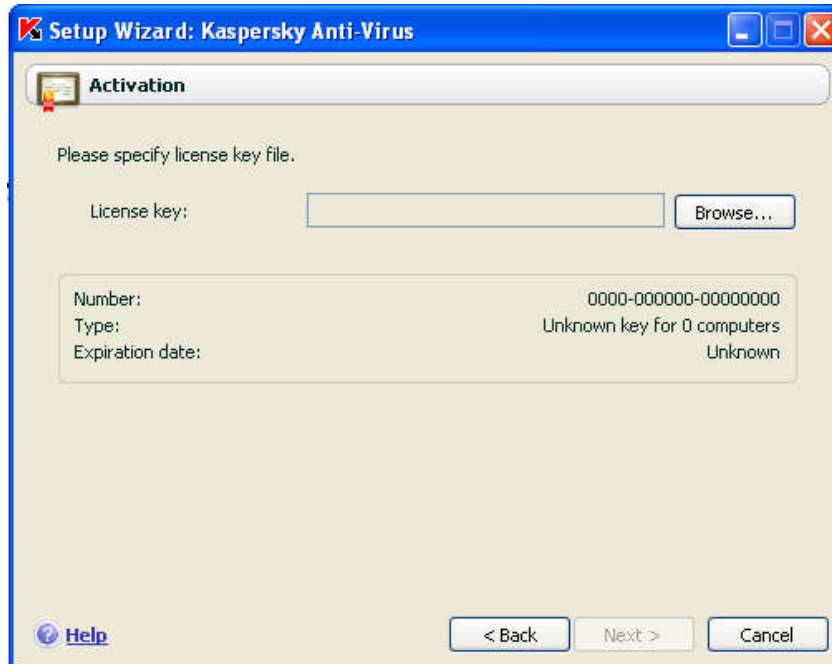 Setup Wizard: Kaspersky Anti-Virus
Activation
Please specify license key file.
License key: Browse...
Number: 0000-000000-00000000
Type: Unknown key for 0 computers
Expiration date: Unknown
Help < Back Next > Cancel